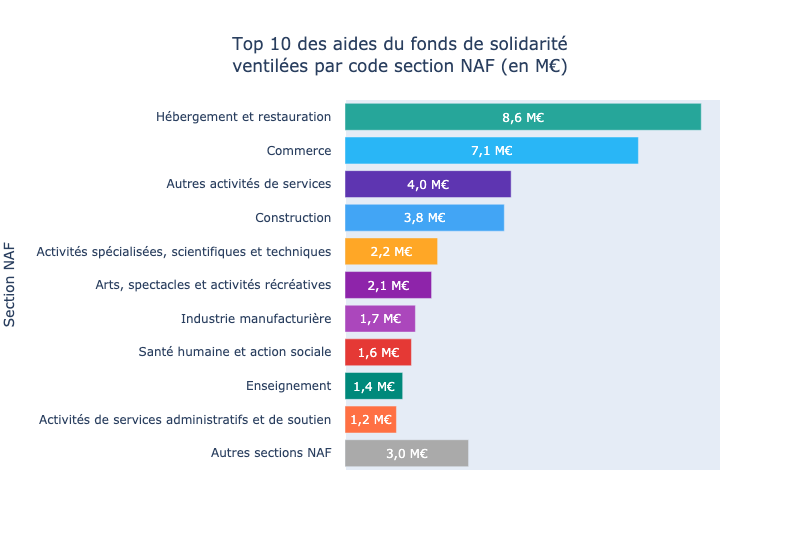 Top 10 des aides du fonds de solidarité
ventilées par code section NAF (en M€)
Section NAF
Hébergement et restauration 8,6 M€
Commerce 7,1 M€
Autres activités de services 4,0 M€
Construction 3,8 M€
Activités spécialisées, scientifiques et techniques 2,2 M€
Arts, spectacles et activités récréatives 2,1 M€
Industrie manufacturière 1,7 M€
Santé humaine et action sociale 1,6 M€
Enseignement 1,4 M€
Activités de services administratifs et de soutien 1,2 M€
Autres sections NAF 3,0 M€